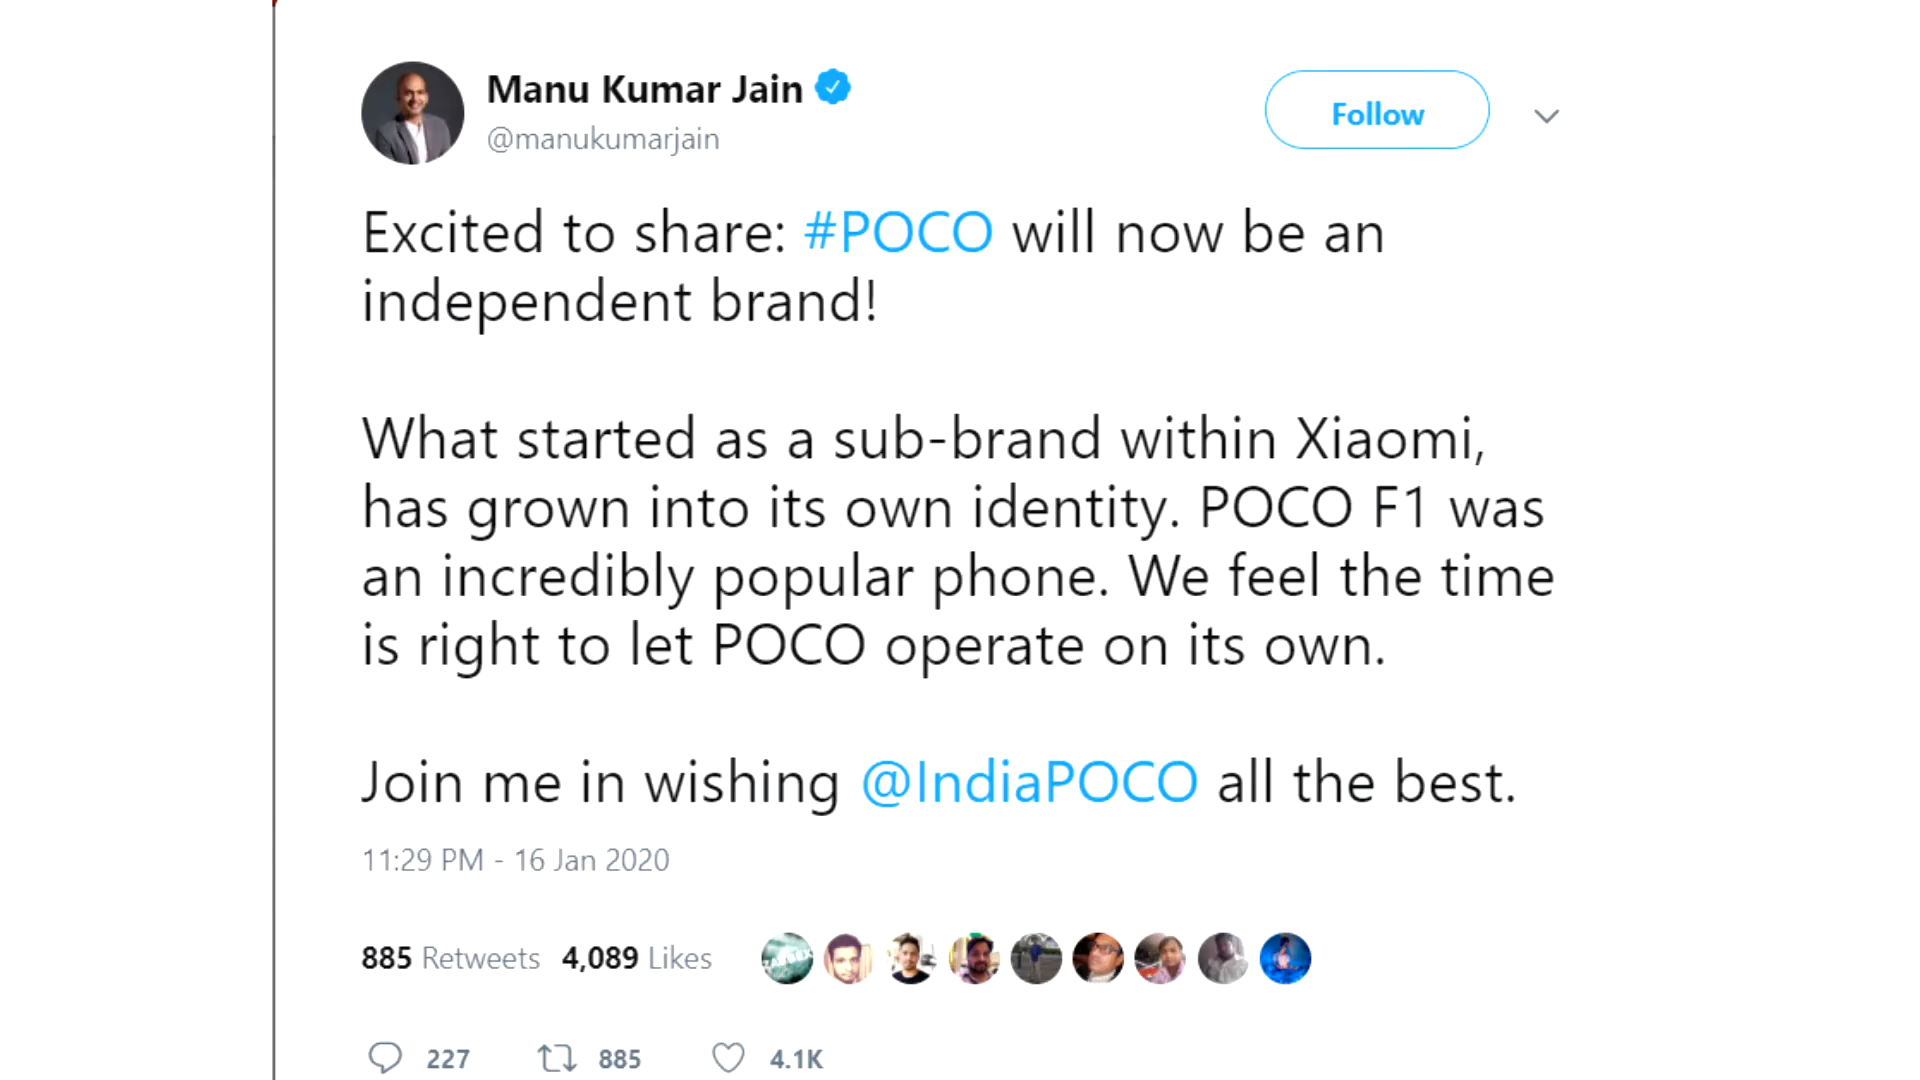 Manu Kumar Jain
@manukumarjain
Follow
Excited to share: #POCO will now be an
independent brand!
What started as a sub-brand within Xiaomi,
has grown into its own identity. POCO F1 was
an incredibly popular phone. We feel the time
is right to let POCO operate on its own.
Join me in wishing @IndiaPOCO all the best.
11:29 PM - 16 Jan 2020
885 Retweets 4,089 Likes
227 885 4.1K